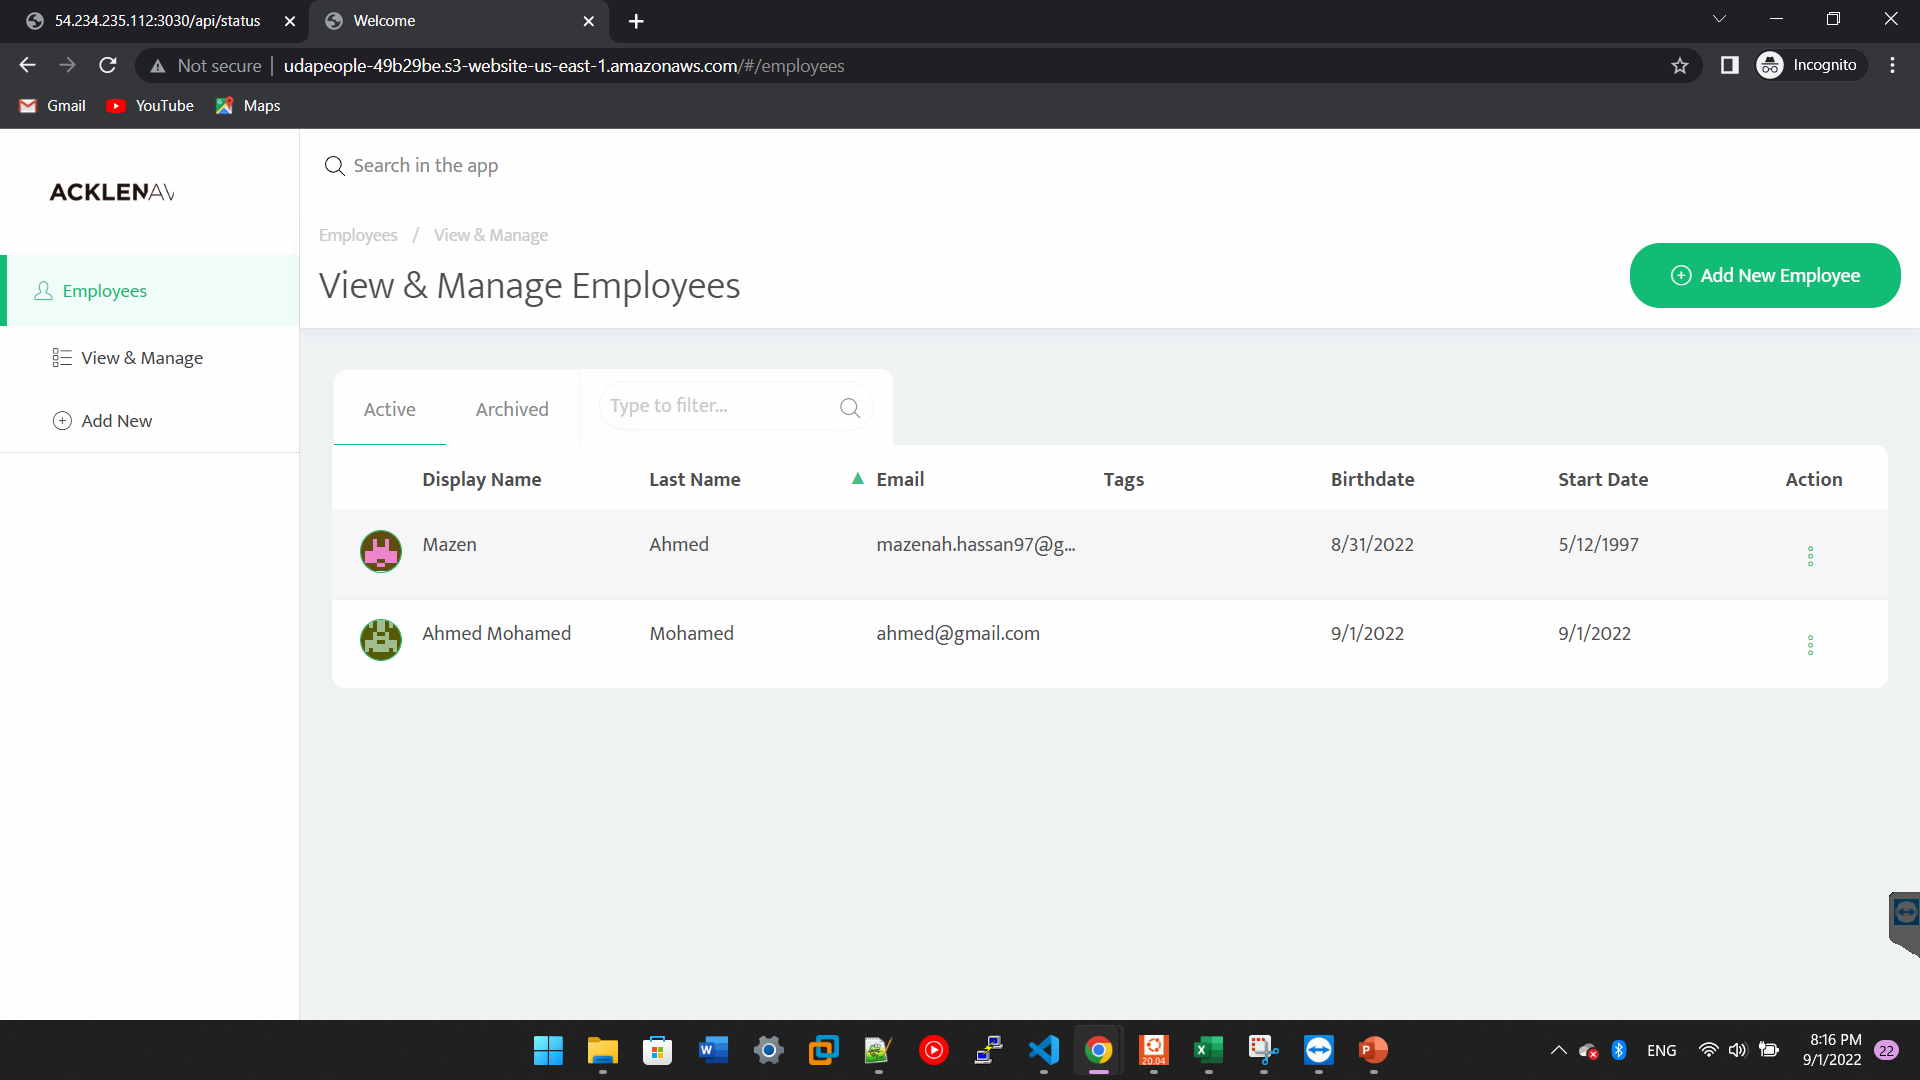 54.234.235.112:3030/api/status
Welcome
Not secure
udapeople-49b29be.s3-website-us-east-1.amazonaws.com/#/employees
Incognito
Gmail
YouTube
Maps
ACKLENAV
Search in the app
Employees / View & Manage
View & Manage Employees
Add New Employee
Employees
View & Manage
Add New
Active
Archived
Type to filter...
Display Name Last Name ▲ Email Tags Birthdate Start Date Action
Mazen Ahmed mazenah.hassan97@g... 8/31/2022 5/12/1997
Ahmed Mohamed Mohamed ahmed@gmail.com 9/1/2022 9/1/2022
20.04
ENG
8:16 PM
9/1/2022
22